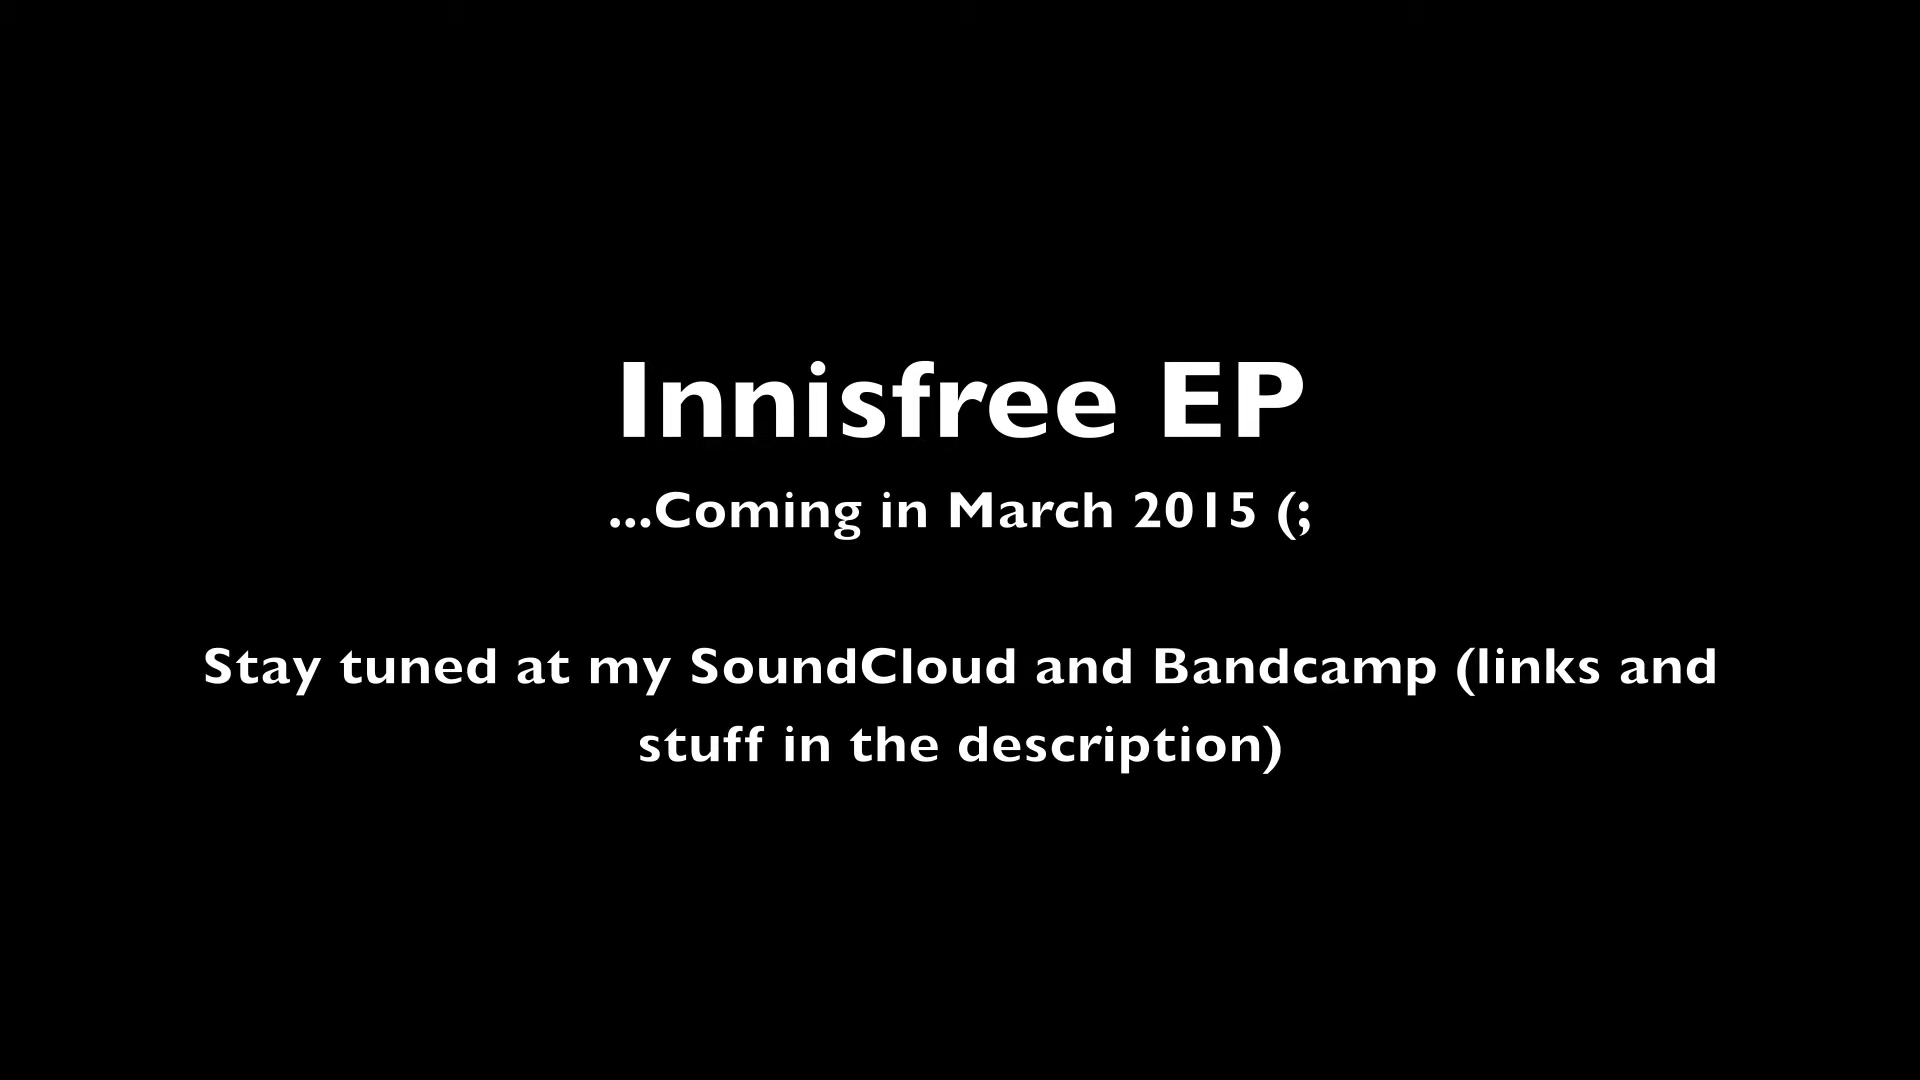 Innisfree EP
...Coming in March 2015 (;
Stay tuned at my SoundCloud and Bandcamp (links and
stuff in the description)